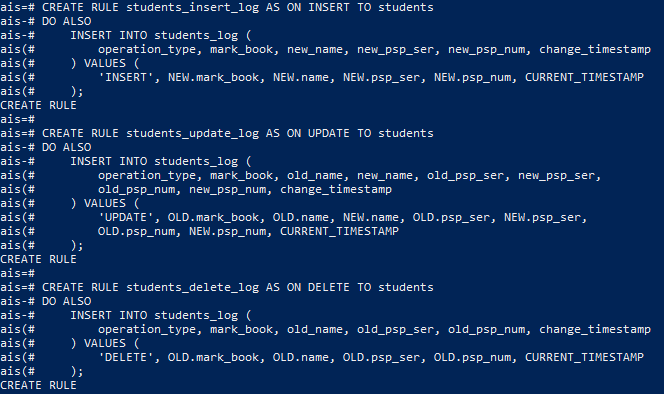 ais=# CREATE RULE students_insert_log AS ON INSERT TO students
ais-# DO ALSO
ais-#     INSERT INTO students_log (
ais(#         operation_type, mark_book, new_name, new_psp_ser, new_psp_num, change_timestamp
ais(#     ) VALUES (
ais(#         'INSERT', NEW.mark_book, NEW.name, NEW.psp_ser, NEW.psp_num, CURRENT_TIMESTAMP
ais(#     );
CREATE RULE
ais=#
ais=# CREATE RULE students_update_log AS ON UPDATE TO students
ais-# DO ALSO
ais-#     INSERT INTO students_log (
ais(#         operation_type, mark_book, old_name, new_name, old_psp_ser, new_psp_ser,
ais(#         old_psp_num, new_psp_num, change_timestamp
ais(#     ) VALUES (
ais(#         'UPDATE', OLD.mark_book, OLD.name, NEW.name, OLD.psp_ser, NEW.psp_ser,
ais(#         OLD.psp_num, NEW.psp_num, CURRENT_TIMESTAMP
ais(#     );
CREATE RULE
ais=#
ais=# CREATE RULE students_delete_log AS ON DELETE TO students
ais-# DO ALSO
ais-#     INSERT INTO students_log (
ais(#         operation_type, mark_book, old_name, old_psp_ser, old_psp_num, change_timestamp
ais(#     ) VALUES (
ais(#         'DELETE', OLD.mark_book, OLD.name, OLD.psp_ser, OLD.psp_num, CURRENT_TIMESTAMP
ais(#     );
CREATE RULE